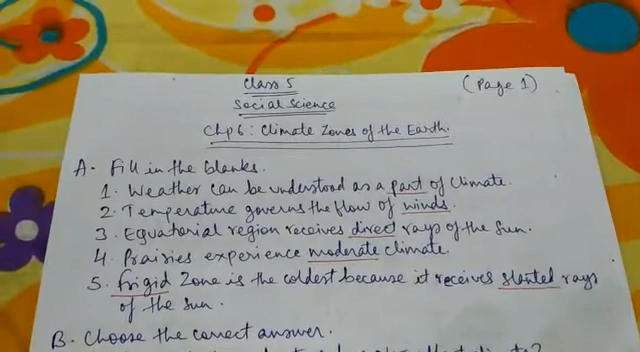 Class 5
(Page 1)
Social Science
Chp 6: Climate Zones of the Earth.
A. Fill in the blanks.
1. Weather can be understood as a part of climate.
2. Temperature governs the flow of winds.
3. Equatorial region receives direct rays of the sun.
4. Prairies experience moderate climate.
5. Frigid Zone is the coldest because it receives slanted rays
of the sun.
B. Choose the correct answer.